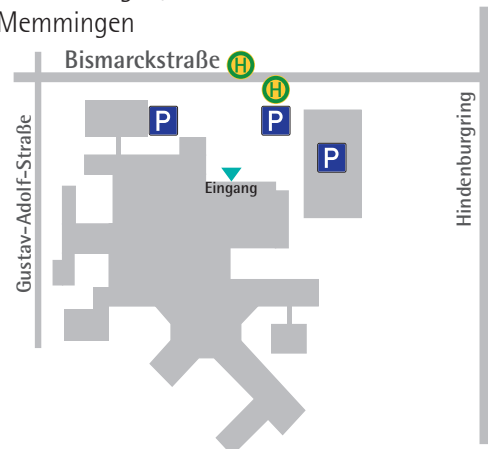 Memmingen
Bismarckstraße
H
H
P
P
P
Eingang
Gustav-Adolf-Straße
Hindenburgring